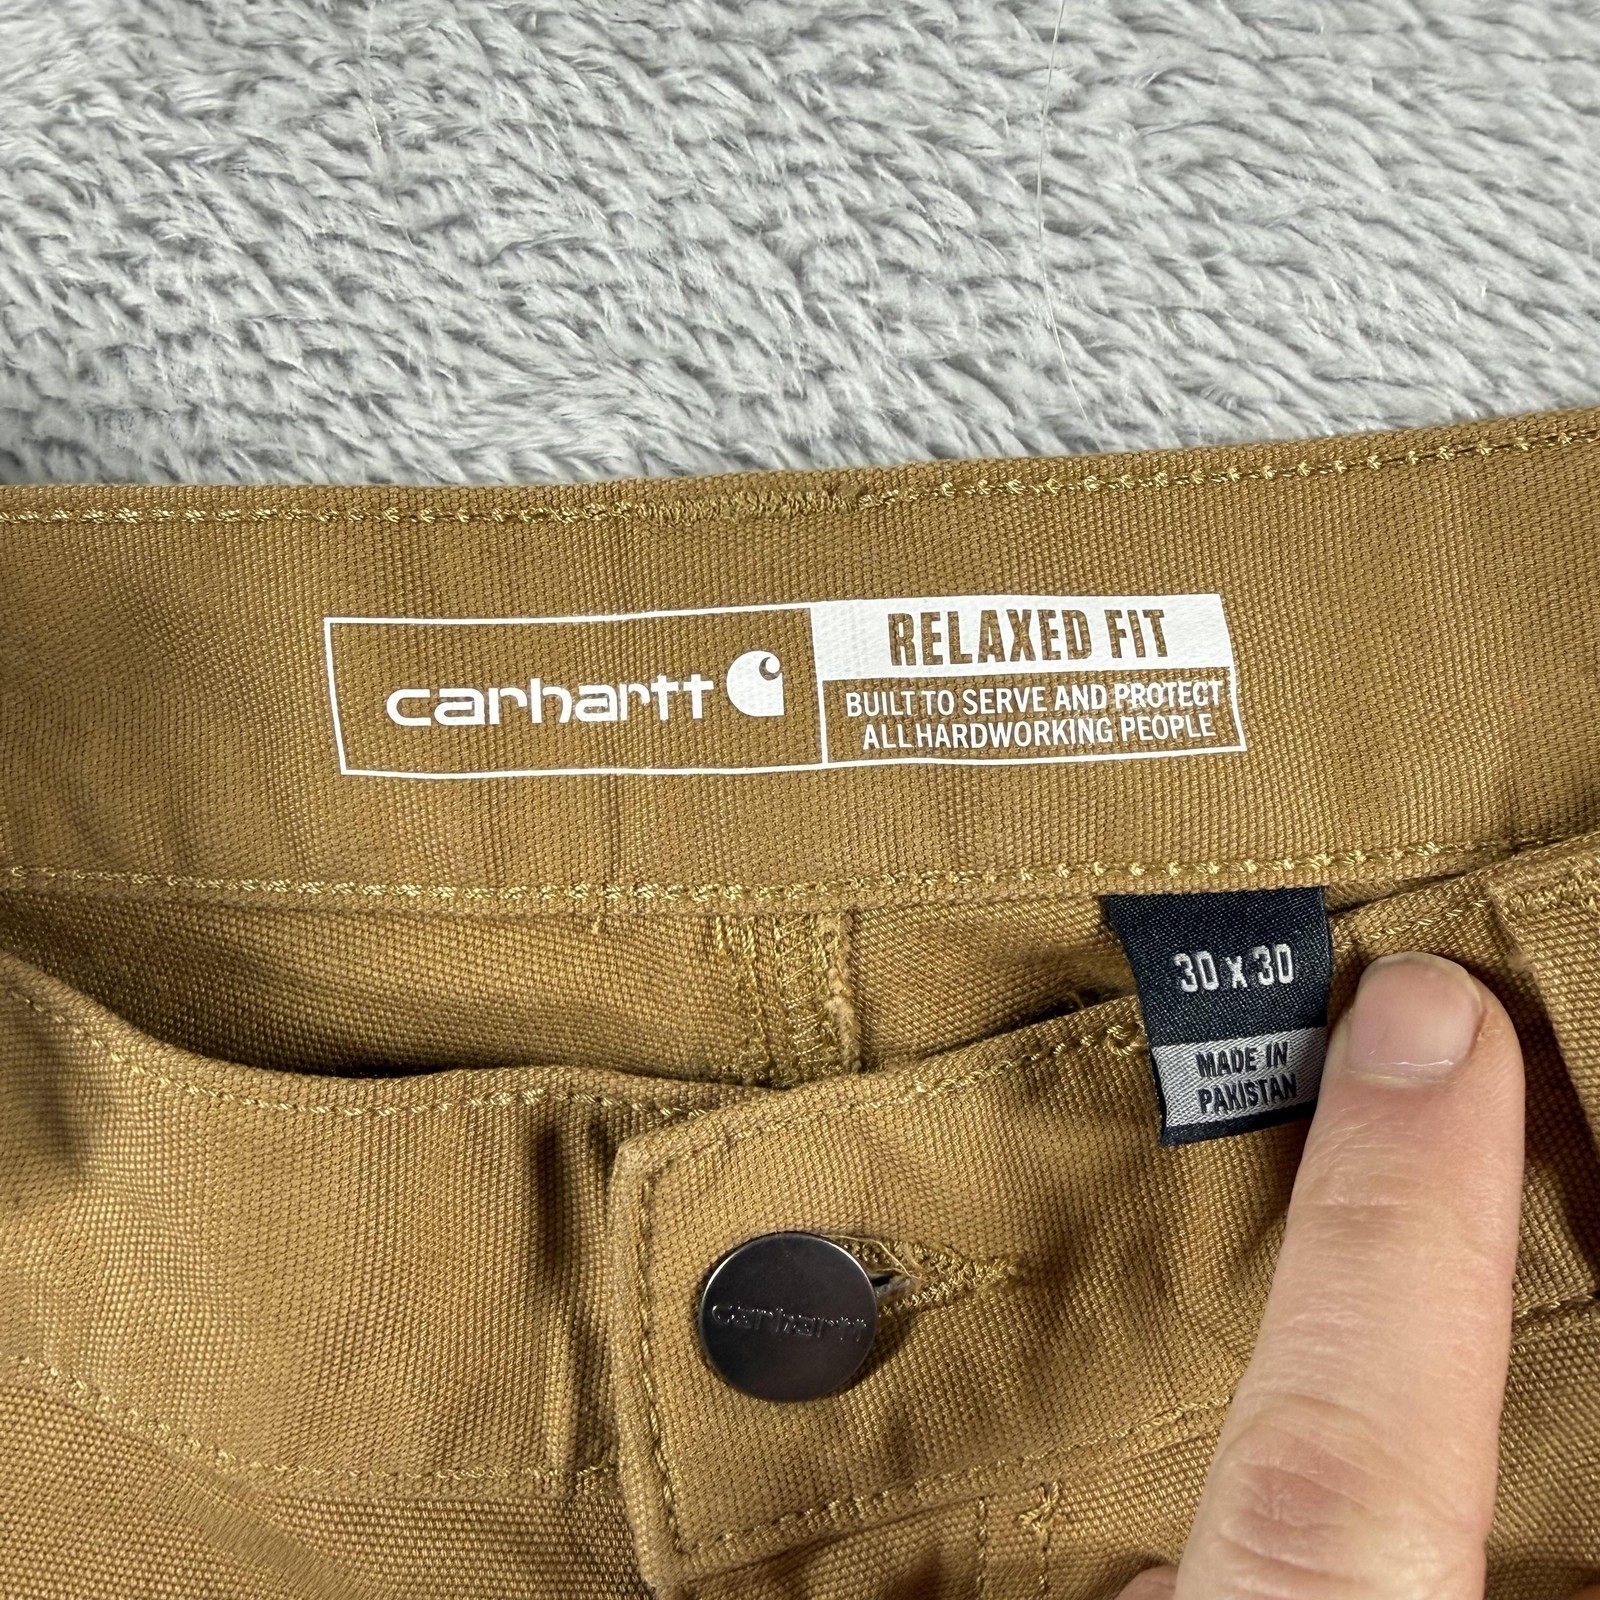 carhartt
RELAXED FIT
BUILT TO SERVE AND PROTECT
ALL HARDWORKING PEOPLE
30 x 30
MADE IN
PAKISTAN
carhartt